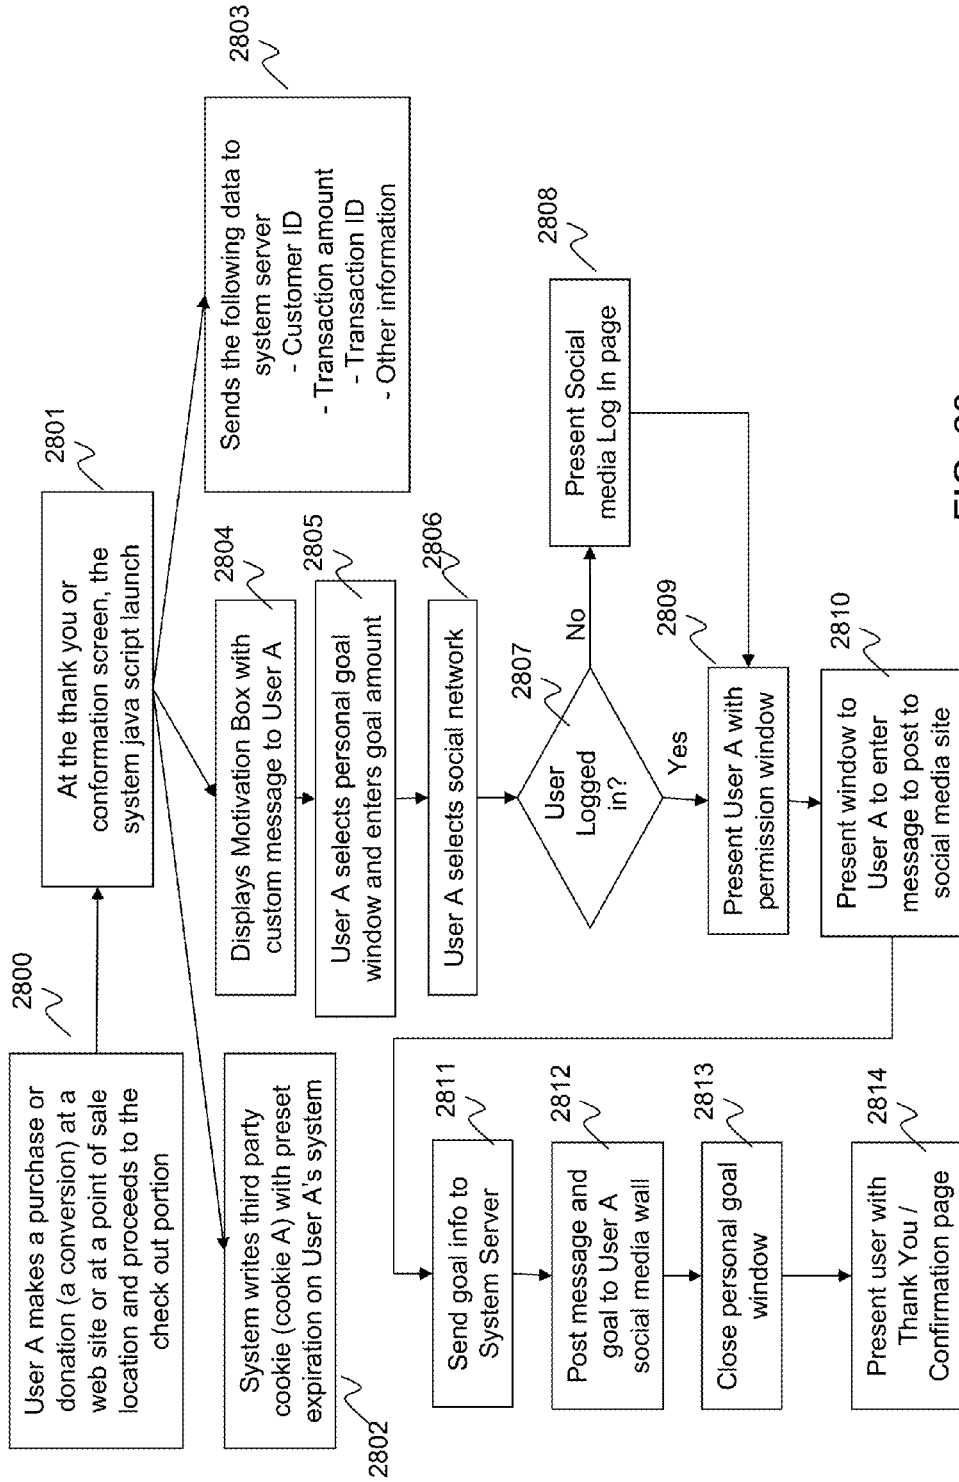 2800
User A makes a purchase or
donation (a conversion) at a
web site or at a point of sale
location and proceeds to the
check out portion
2801
At the thank you or
conformation screen, the
system java script launch
2802
System writes third party
cookie (cookie A) with preset
expiration on User A's system
2803
Sends the following data to
system server
- Customer ID
- Transaction amount
- Transaction ID
- Other information
2804
Displays Motivation Box with
custom message to User A
2805
User A selects personal goal
window and enters goal amount
2806
User A selects social network
2807
User
Logged
in?
No
Yes
2808
Present Social
media Log In page
2809
Present User A with
permission window
2810
Present window to
User A to enter
message to post to
social media site
2811
Send goal info to
System Server
2812
Post message and
goal to User A
social media wall
2813
Close personal goal
window
2814
Present user with
Thank You /
Confirmation page